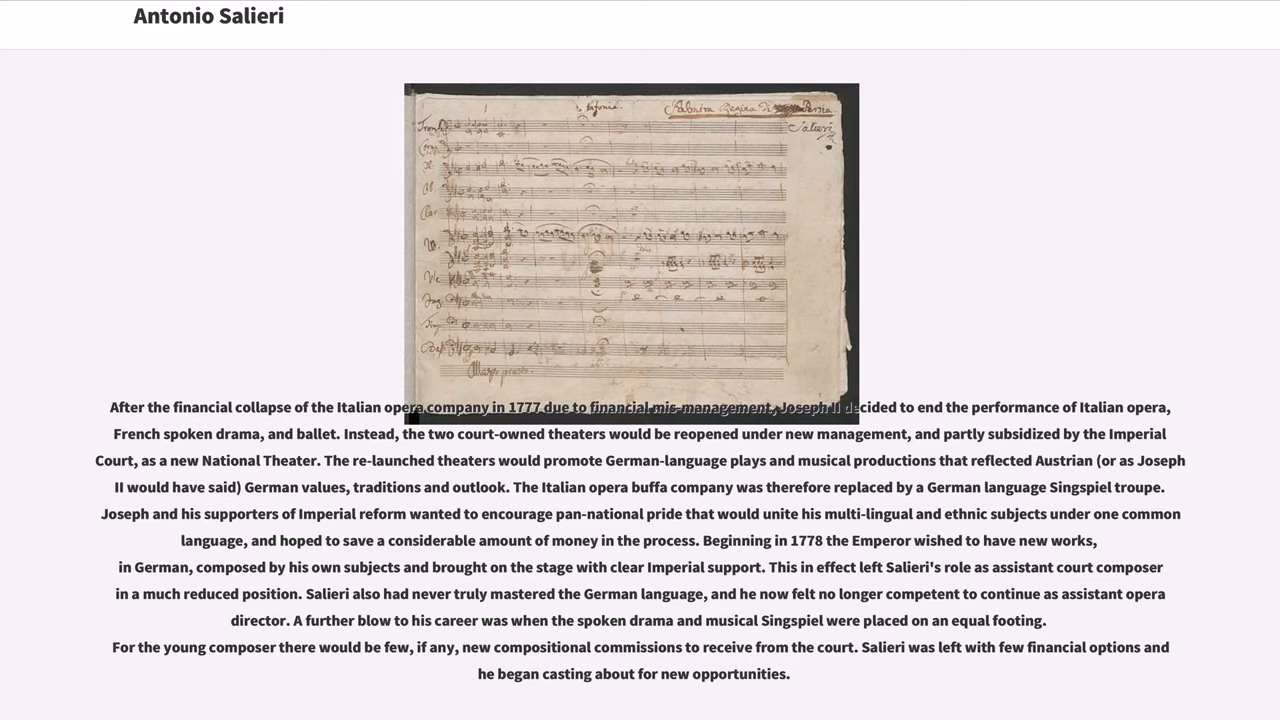 Antonio Salieri
Sinfonia.
Persia
Salieri
Allegro presto.
After the financial collapse of the Italian opera company in 1777 due to financial mis-management, Joseph II decided to end the performance of Italian opera,
French spoken drama, and ballet. Instead, the two court-owned theaters would be reopened under new management, and partly subsidized by the Imperial
Court, as a new National Theater. The re-launched theaters would promote German-language plays and musical productions that reflected Austrian (or as Joseph
II would have said) German values, traditions and outlook. The Italian opera buffa company was therefore replaced by a German language Singspiel troupe.
Joseph and his supporters of Imperial reform wanted to encourage pan-national pride that would unite his multi-lingual and ethnic subjects under one common
language, and hoped to save a considerable amount of money in the process. Beginning in 1778 the Emperor wished to have new works,
in German, composed by his own subjects and brought on the stage with clear Imperial support. This in effect left Salieri's role as assistant court composer
in a much reduced position. Salieri also had never truly mastered the German language, and he now felt no longer competent to continue as assistant opera
director. A further blow to his career was when the spoken drama and musical Singspiel were placed on an equal footing.
For the young composer there would be few, if any, new compositional commissions to receive from the court. Salieri was left with few financial options and
he began casting about for new opportunities.